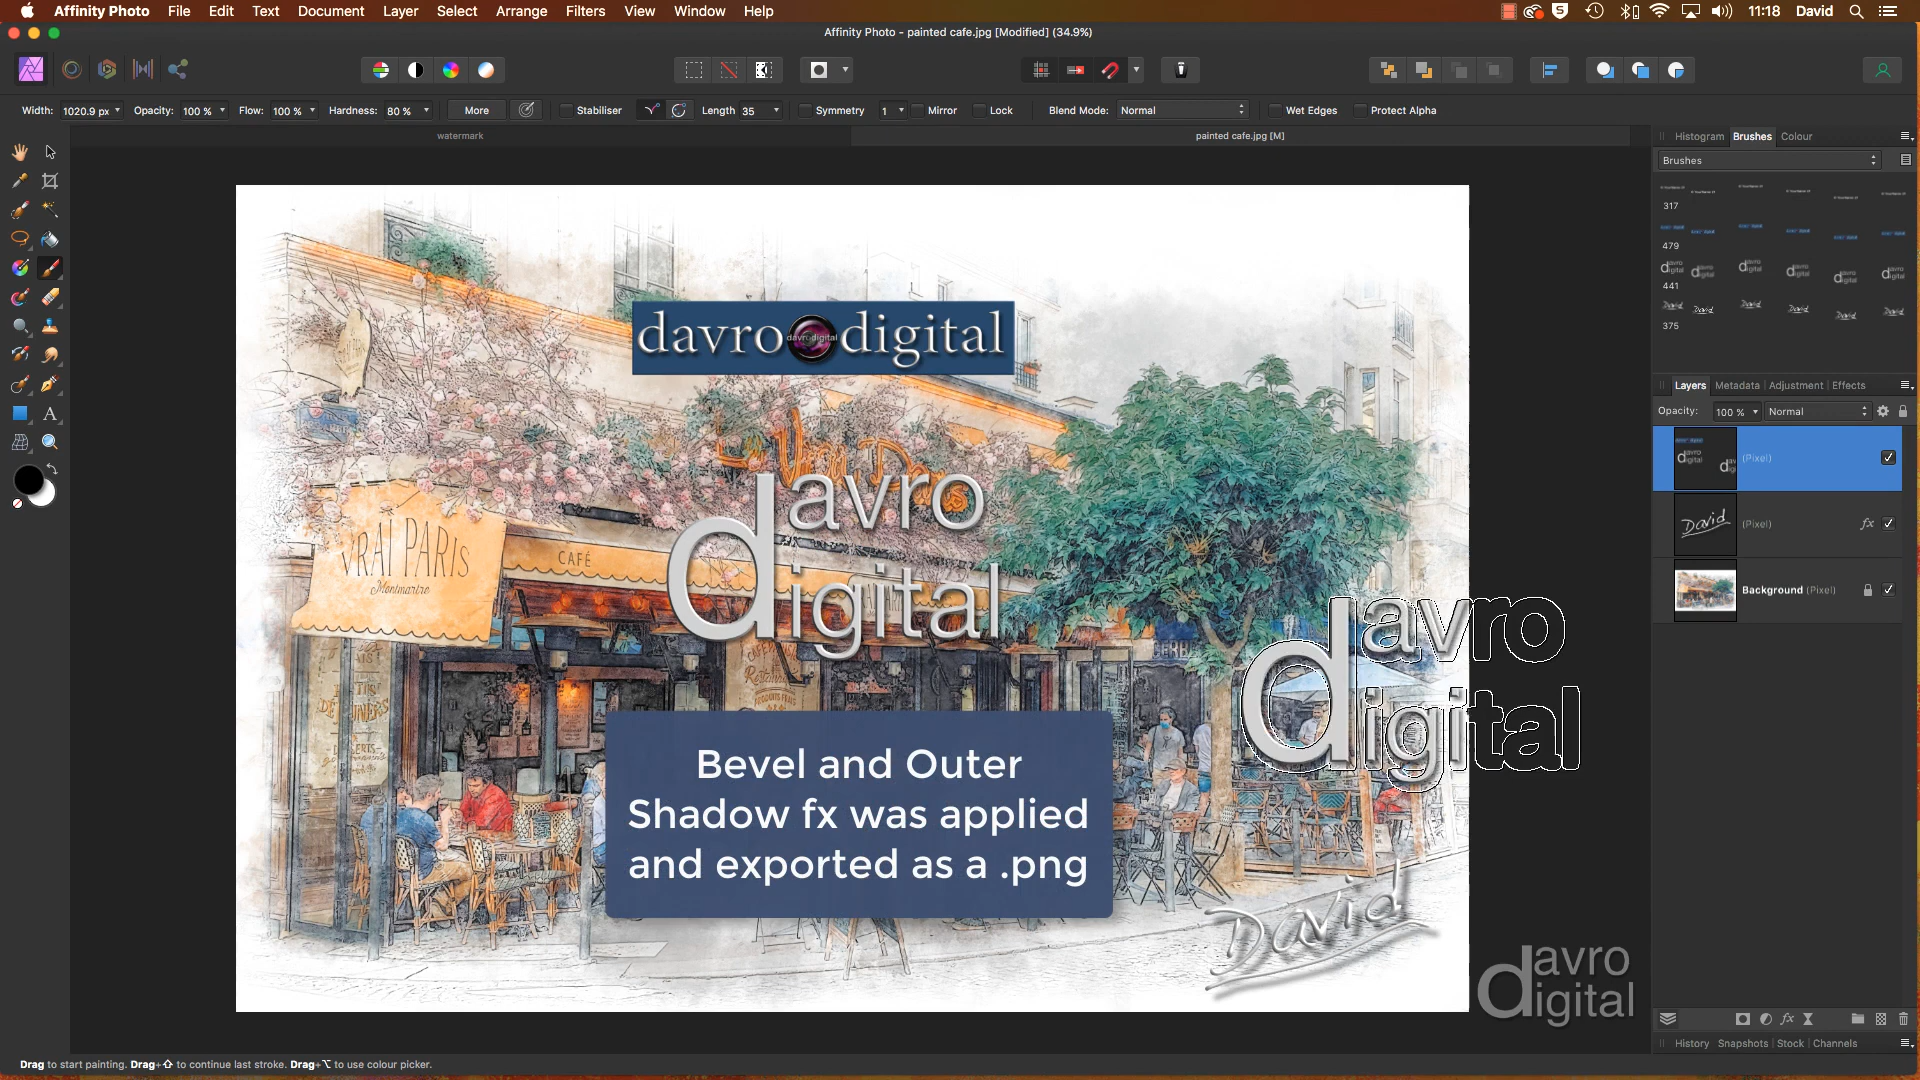 Affinity Photo File Edit Text Document Layer Select Arrange Filters View Window Help
11:18 David
Affinity Photo - painted cafe.jpg [Modified] (34.9%)
Width: 1020.9 px Opacity: 100 % Flow: 100 % Hardness: 80 % More Stabiliser Length 35 Symmetry 1 Mirror Lock Blend Mode: Normal Wet Edges Protect Alpha
watermark
painted cafe.jpg [M]
Histogram Brushes Colour
Brushes
317
479
davro
digital
441
David
375
Layers Metadata Adjustment Effects
Opacity: 100 % Normal
(Pixel)
David
(Pixel)
Background (Pixel)
davro digital
davrodigital
VRAI PARIS
Montmartre
CAFÉ
davro
digital
davro
digital
Bevel and Outer
Shadow fx was applied
and exported as a .png
David
davro
digital
History Snapshots Stock Channels
Drag to start painting. Drag+⇧ to continue last stroke. Drag+⌥ to use colour picker.